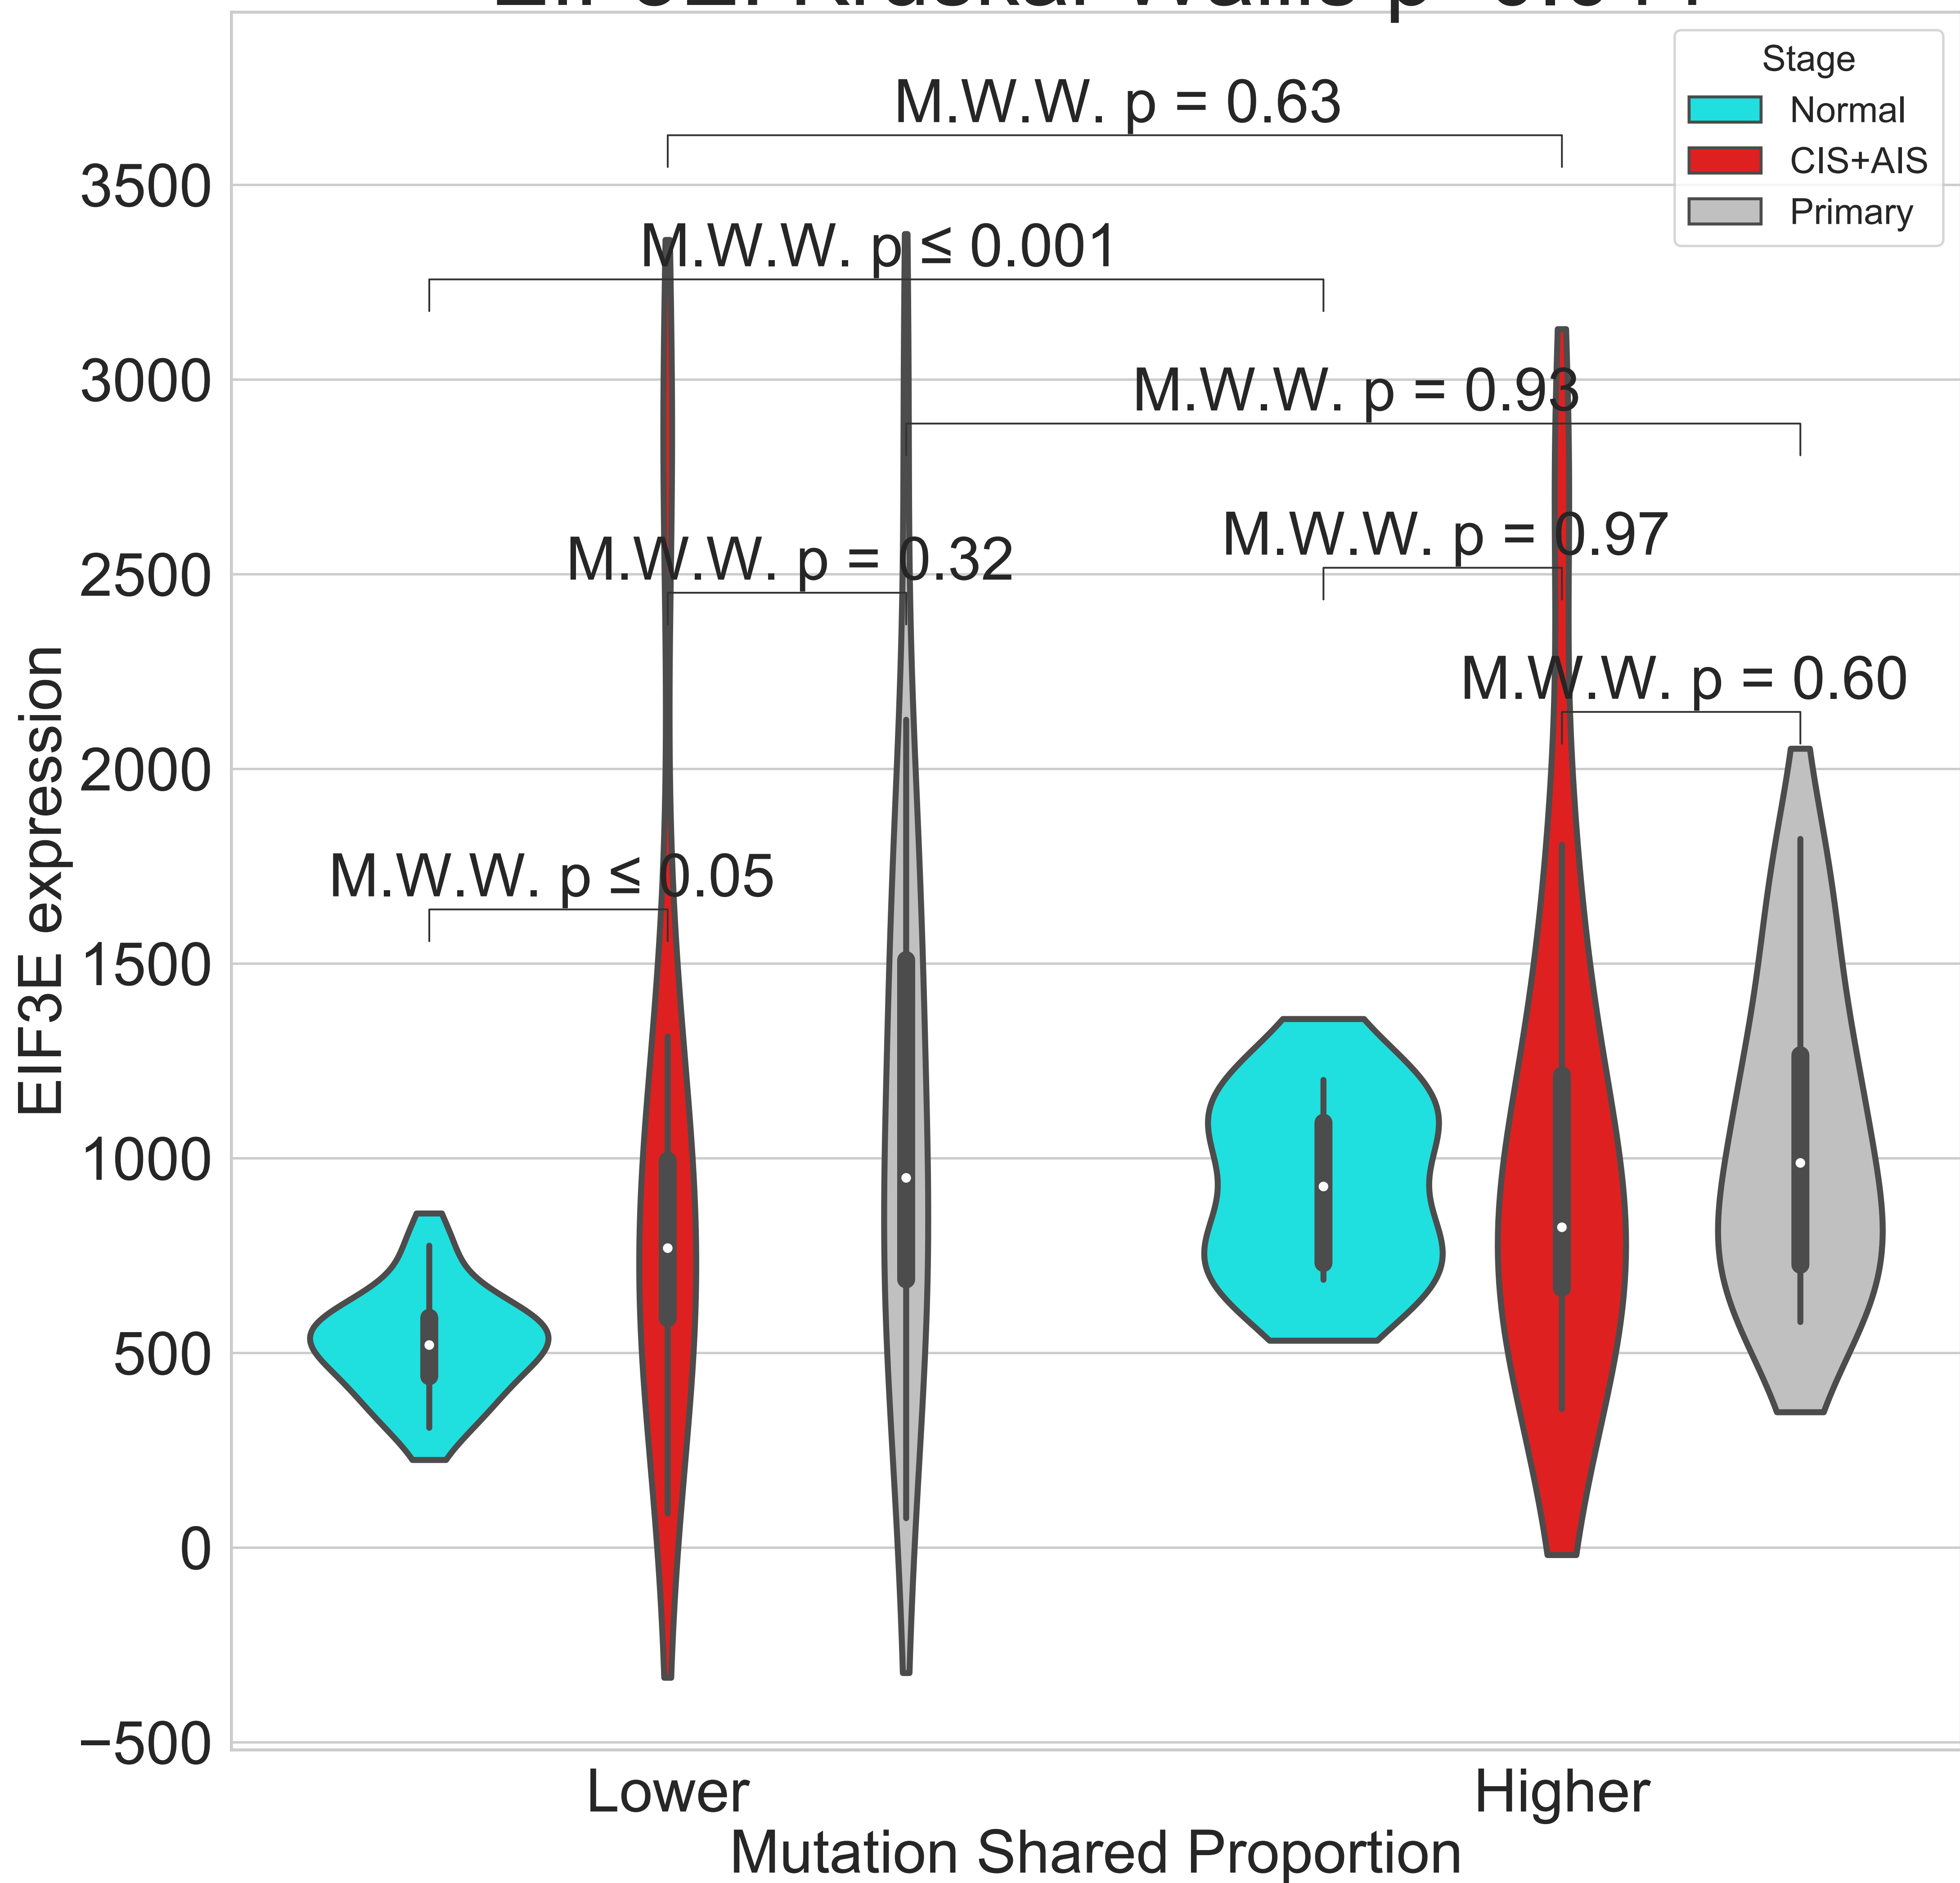 Stage
Normal
CIS+AIS
Primary
M.W.W. p = 0.63
M.W.W. p ≤ 0.001
M.W.W. p = 0.93
M.W.W. p = 0.97
M.W.W. p = 0.32
M.W.W. p = 0.60
M.W.W. p ≤ 0.05
3500
3000
2500
2000
1500
1000
500
0
−500
EIF3E expression
Lower
Higher
Mutation Shared Proportion